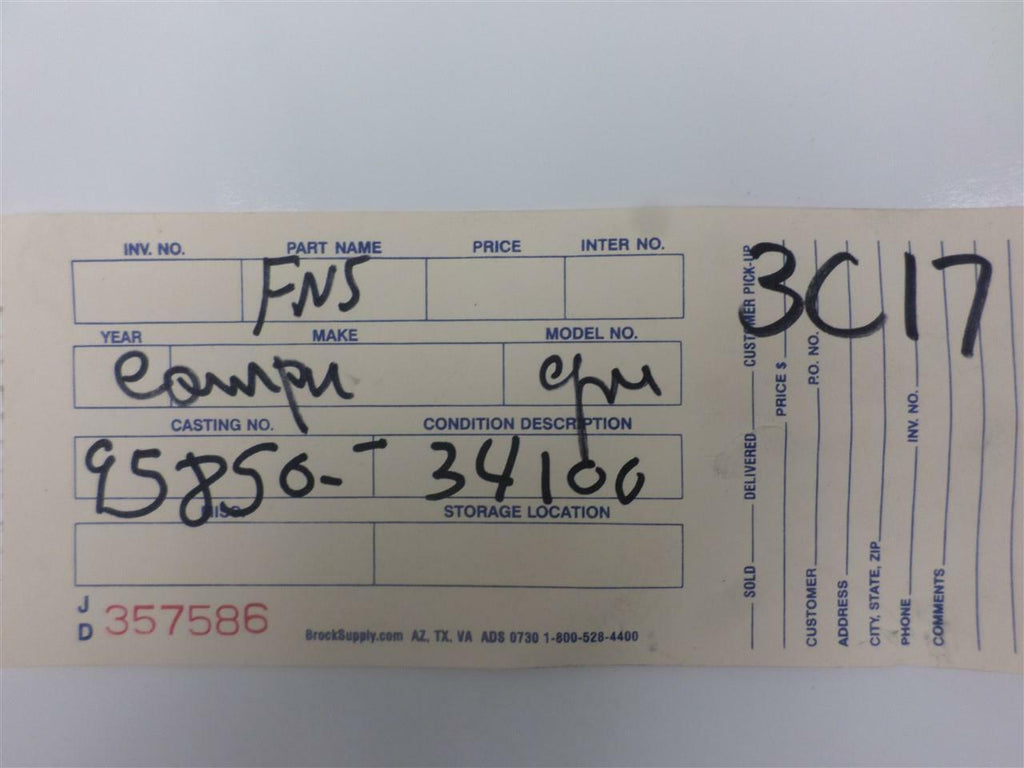 INV. NO. PART NAME PRICE INTER NO.
FNS
YEAR MAKE MODEL NO.
Compu
CASTING NO. CONDITION DESCRIPTION
95850-- 34100
MISC. STORAGE LOCATION
J D 357586
BrockSupply.com AZ, TX, VA ADS 0730 1-800-528-4400
3C17
SOLD DELIVERED CUSTOMER PICK-UP
PRICE $
CUSTOMER P.O. NO.
ADDRESS
CITY, STATE, ZIP
PHONE INV. NO.
COMMENTS